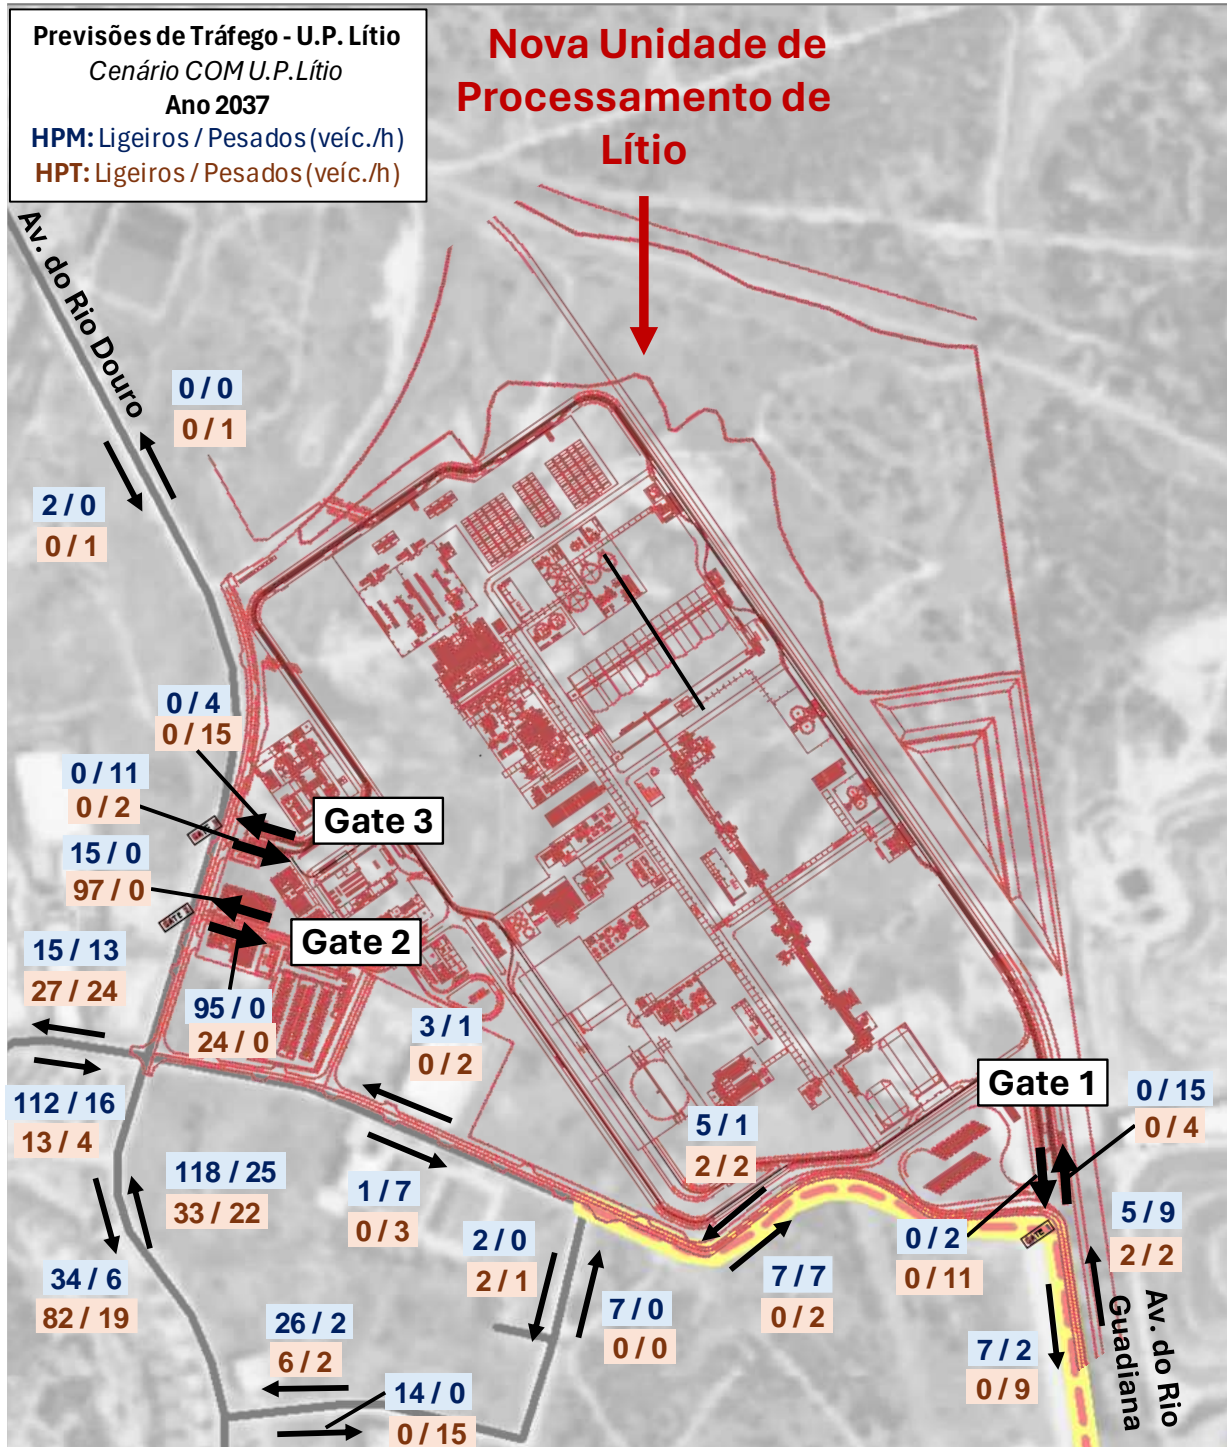 Previsões de Tráfego - U.P. Lítio
Cenário COM U.P.Lítio
Ano 2037
HPM: Ligeiros / Pesados (veíc./h)
HPT: Ligeiros / Pesados (veíc./h)
Nova Unidade de
Processamento de
Lítio
Av. do Rio Douro
0 / 0
0 / 1
2 / 0
0 / 1
0 / 4
0 / 15
0 / 11
0 / 2
Gate 3
15 / 0
97 / 0
GATE 2
Gate 2
15 / 13
27 / 24
95 / 0
24 / 0
3 / 1
0 / 2
Gate 1
0 / 15
0 / 4
112 / 16
13 / 4
5 / 1
2 / 2
118 / 25
33 / 22
1 / 7
0 / 3
5 / 9
2 / 2
2 / 0
2 / 1
0 / 2
0 / 11
GATE 1
34 / 6
82 / 19
7 / 7
0 / 2
7 / 0
0 / 0
Av. do Rio
Guadiana
26 / 2
6 / 2
7 / 2
0 / 9
14 / 0
0 / 15